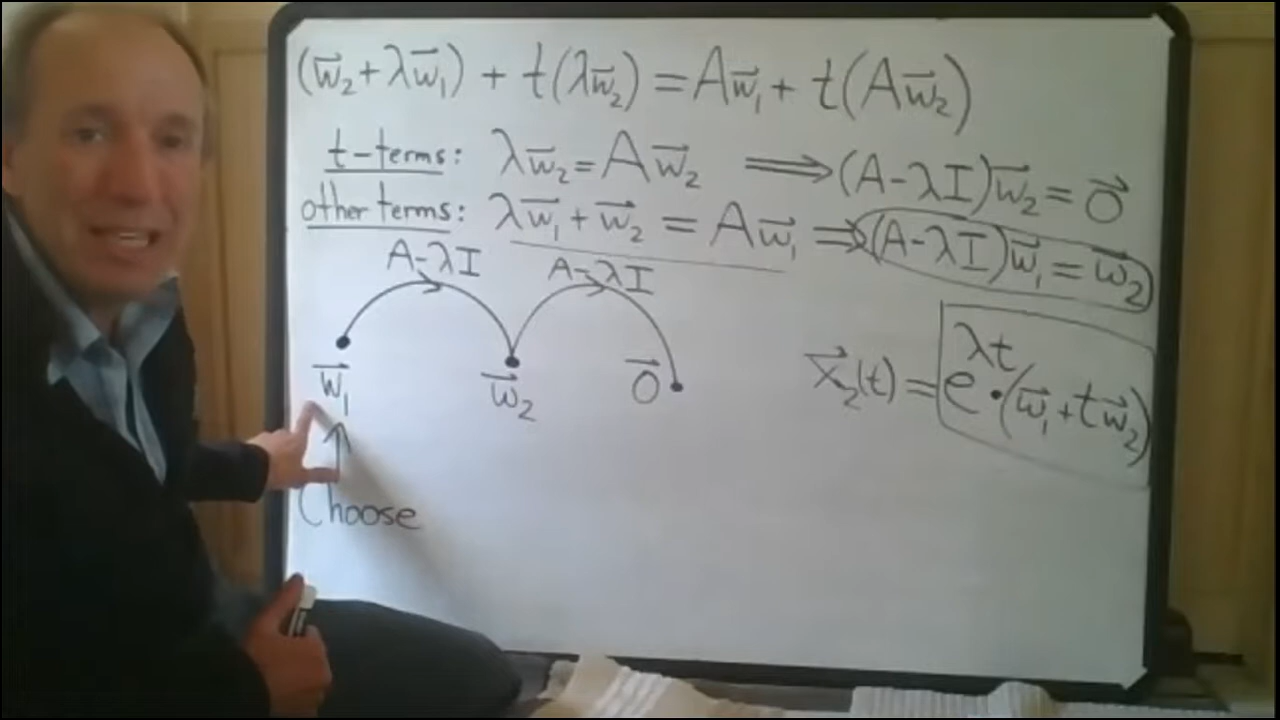 (w⃗₂+λw⃗₁) + t(λw⃗₂) = Aw⃗₁ + t(Aw⃗₂)
t-terms: λw⃗₂ = Aw⃗₂ ⟹ (A-λI)w⃗₂ = 0⃗
other terms: λw⃗₁ + w⃗₂ = Aw⃗₁ ⟹ (A-λI)w⃗₁ = w⃗₂
A-λI A-λI
w⃗₁ w⃗₂ 0⃗
x⃗₂(t) = e^λt·(w⃗₁ + tw⃗₂)
Choose